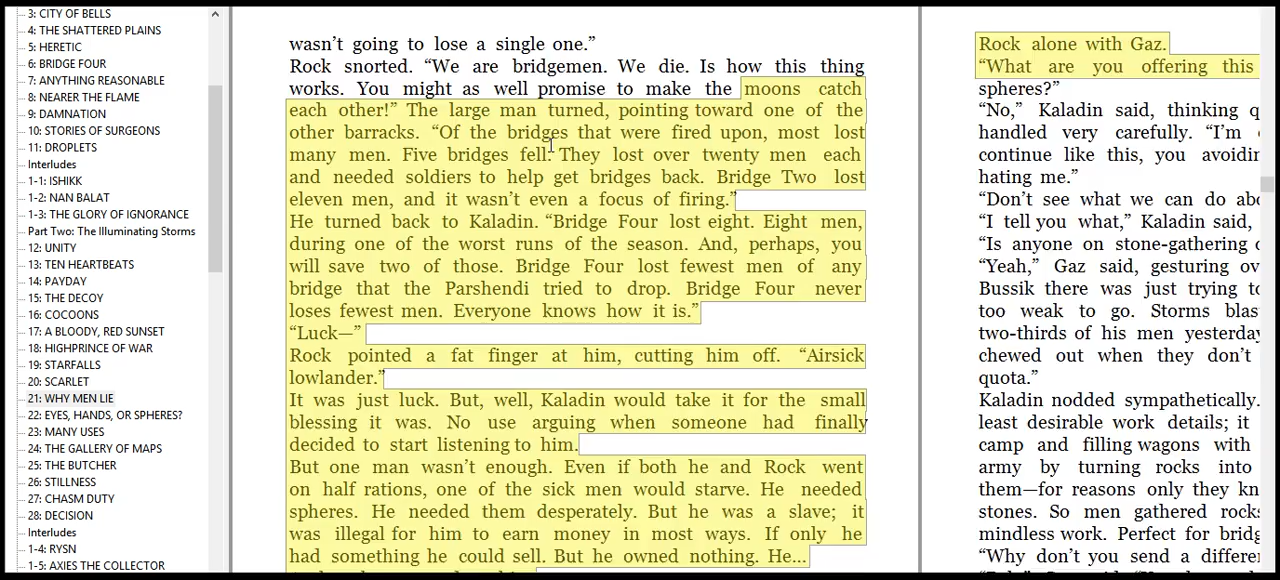 3: CITY OF BELLS
4: THE SHATTERED PLAINS
5: HERETIC
6: BRIDGE FOUR
7: ANYTHING REASONABLE
8: NEARER THE FLAME
9: DAMNATION
10: STORIES OF SURGEONS
11: DROPLETS
Interludes
1-1: ISHIKK
1-2: NAN BALAT
1-3: THE GLORY OF IGNORANCE
Part Two: The Illuminating Storms
12: UNITY
13: TEN HEARTBEATS
14: PAYDAY
15: THE DECOY
16: COCOONS
17: A BLOODY, RED SUNSET
18: HIGHPRINCE OF WAR
19: STARFALLS
20: SCARLET
21: WHY MEN LIE
22: EYES, HANDS, OR SPHERES?
23: MANY USES
24: THE GALLERY OF MAPS
25: THE BUTCHER
26: STILLNESS
27: CHASM DUTY
28: DECISION
Interludes
1-4: RYSN
1-5: AXIES THE COLLECTOR
wasn’t going to lose a single one.”
Rock snorted. “We are bridgemen. We die. Is how this thing
works. You might as well promise to make the moons catch
each other!” The large man turned, pointing toward one of the
other barracks. “Of the bridges that were fired upon, most lost
many men. Five bridges fell. They lost over twenty men each
and needed soldiers to help get bridges back. Bridge Two lost
eleven men, and it wasn’t even a focus of firing.”
He turned back to Kaladin. “Bridge Four lost eight. Eight men,
during one of the worst runs of the season. And, perhaps, you
will save two of those. Bridge Four lost fewest men of any
bridge that the Parshendi tried to drop. Bridge Four never
loses fewest men. Everyone knows how it is.”
“Luck—”
Rock pointed a fat finger at him, cutting him off. “Airsick
lowlander.”
It was just luck. But, well, Kaladin would take it for the small
blessing it was. No use arguing when someone had finally
decided to start listening to him.
But one man wasn’t enough. Even if both he and Rock went
on half rations, one of the sick men would starve. He needed
spheres. He needed them desperately. But he was a slave; it
was illegal for him to earn money in most ways. If only he
had something he could sell. But he owned nothing. He...
Rock alone with Gaz.
“What are you offering this
spheres?”
“No,” Kaladin said, thinking q
handled very carefully. “I’m
continue like this, you avoidin
hating me.”
“Don’t see what we can do abo
“I tell you what,” Kaladin said,
“Is anyone on stone-gathering
“Yeah,” Gaz said, gesturing ov
Bussik there was just trying to
too weak to go. Storms blas
two-thirds of his men yesterday
chewed out when they don’t
quota.”
Kaladin nodded sympathetically.
least desirable work details; it
camp and filling wagons with
army by turning rocks into
them—for reasons only they kn
stones. So men gathered rocks
mindless work. Perfect for bridg
“Why don’t you send a differen